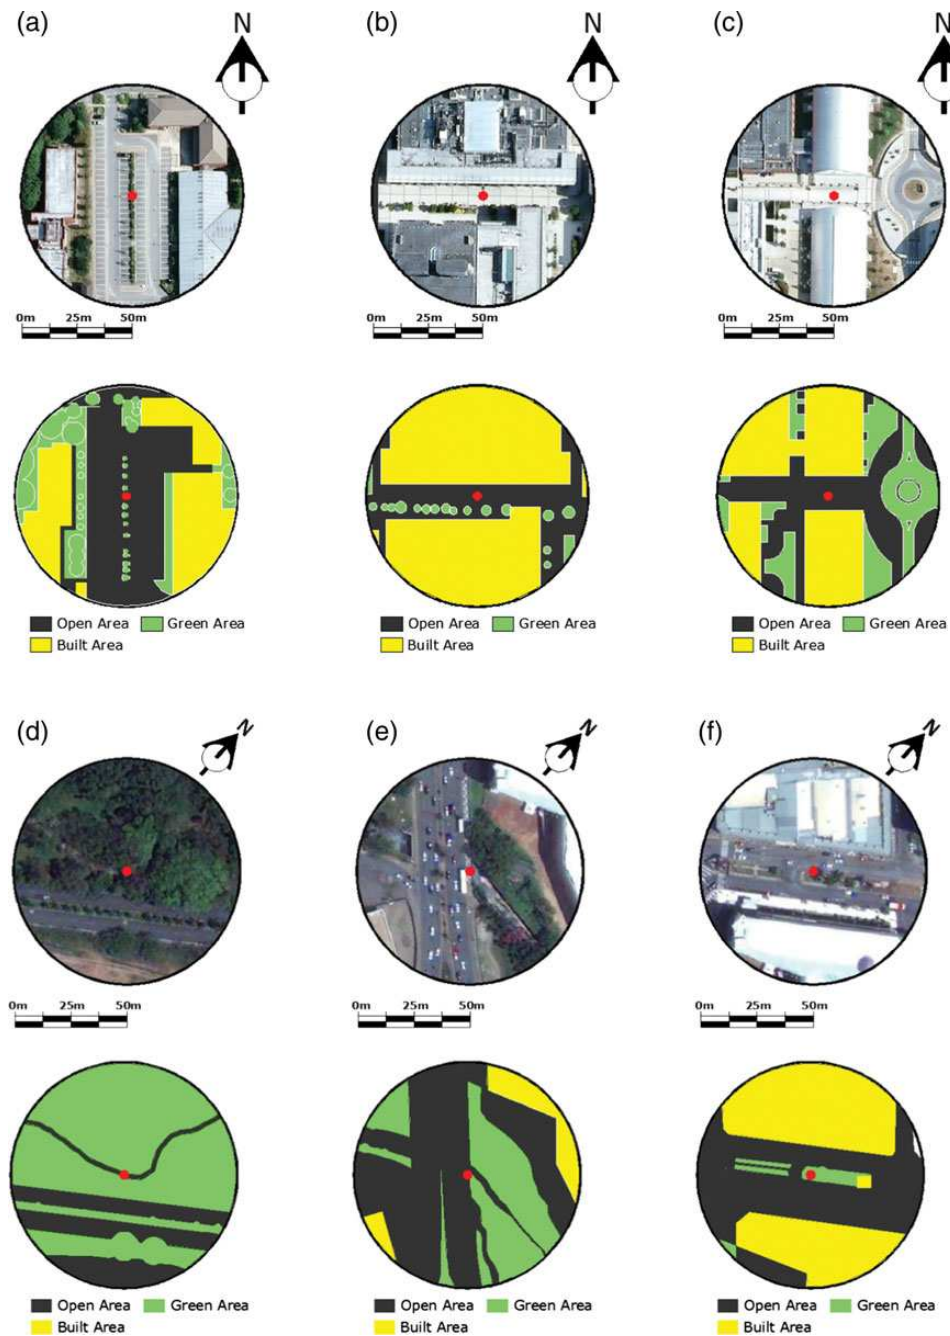 (a) N (b) N (c) N
0m 25m 50m 0m 25m 50m 0m 25m 50m
Open Area Green Area Open Area Green Area Open Area Green Area
Built Area Built Area Built Area
(d) N (e) N (f) N
0m 25m 50m 0m 25m 50m 0m 25m 50m
Open Area Green Area Open Area Green Area Open Area Green Area
Built Area Built Area Built Area